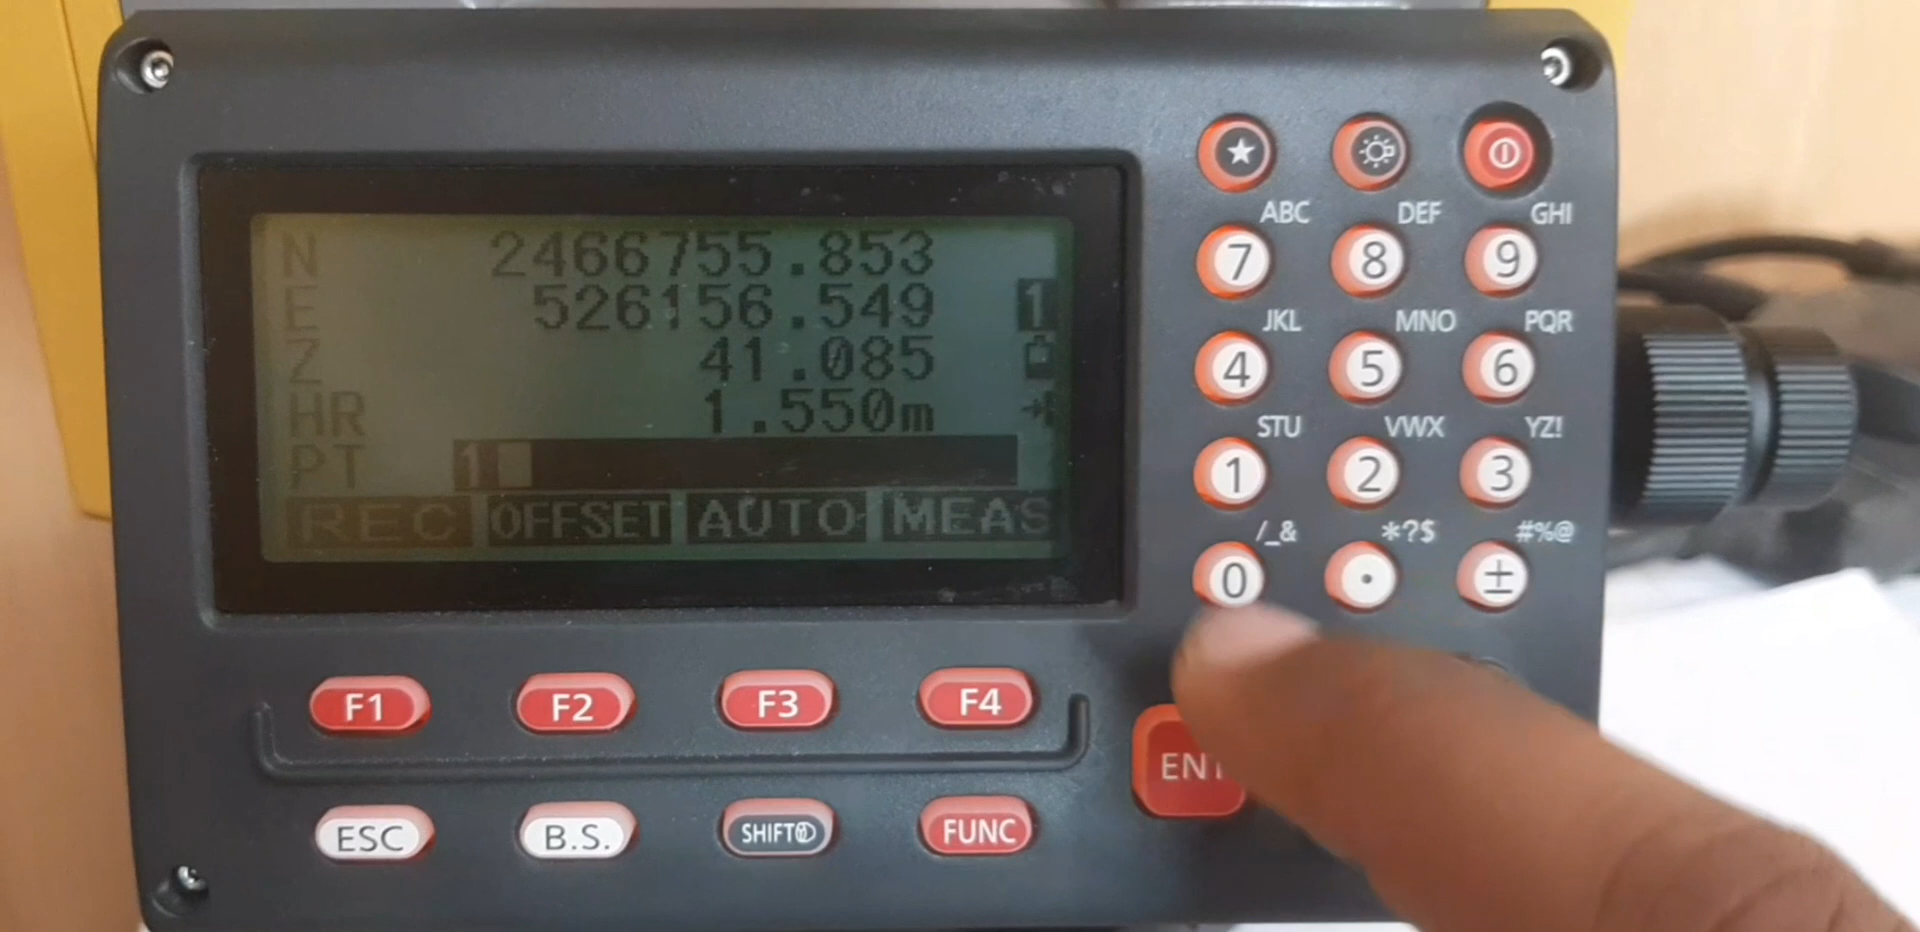 N 2466755.853
E 526156.549 1
Z 41.085
HR 1.550m
PT 1
REC OFFSET AUTO MEAS
ABC DEF GHI
7 8 9
JKL MNO PQR
4 5 6
STU VWX YZ!
1 2 3
/_& *?$ #%@
0 . ±
F1 F2 F3 F4
ENT
ESC B.S. SHIFT FUNC